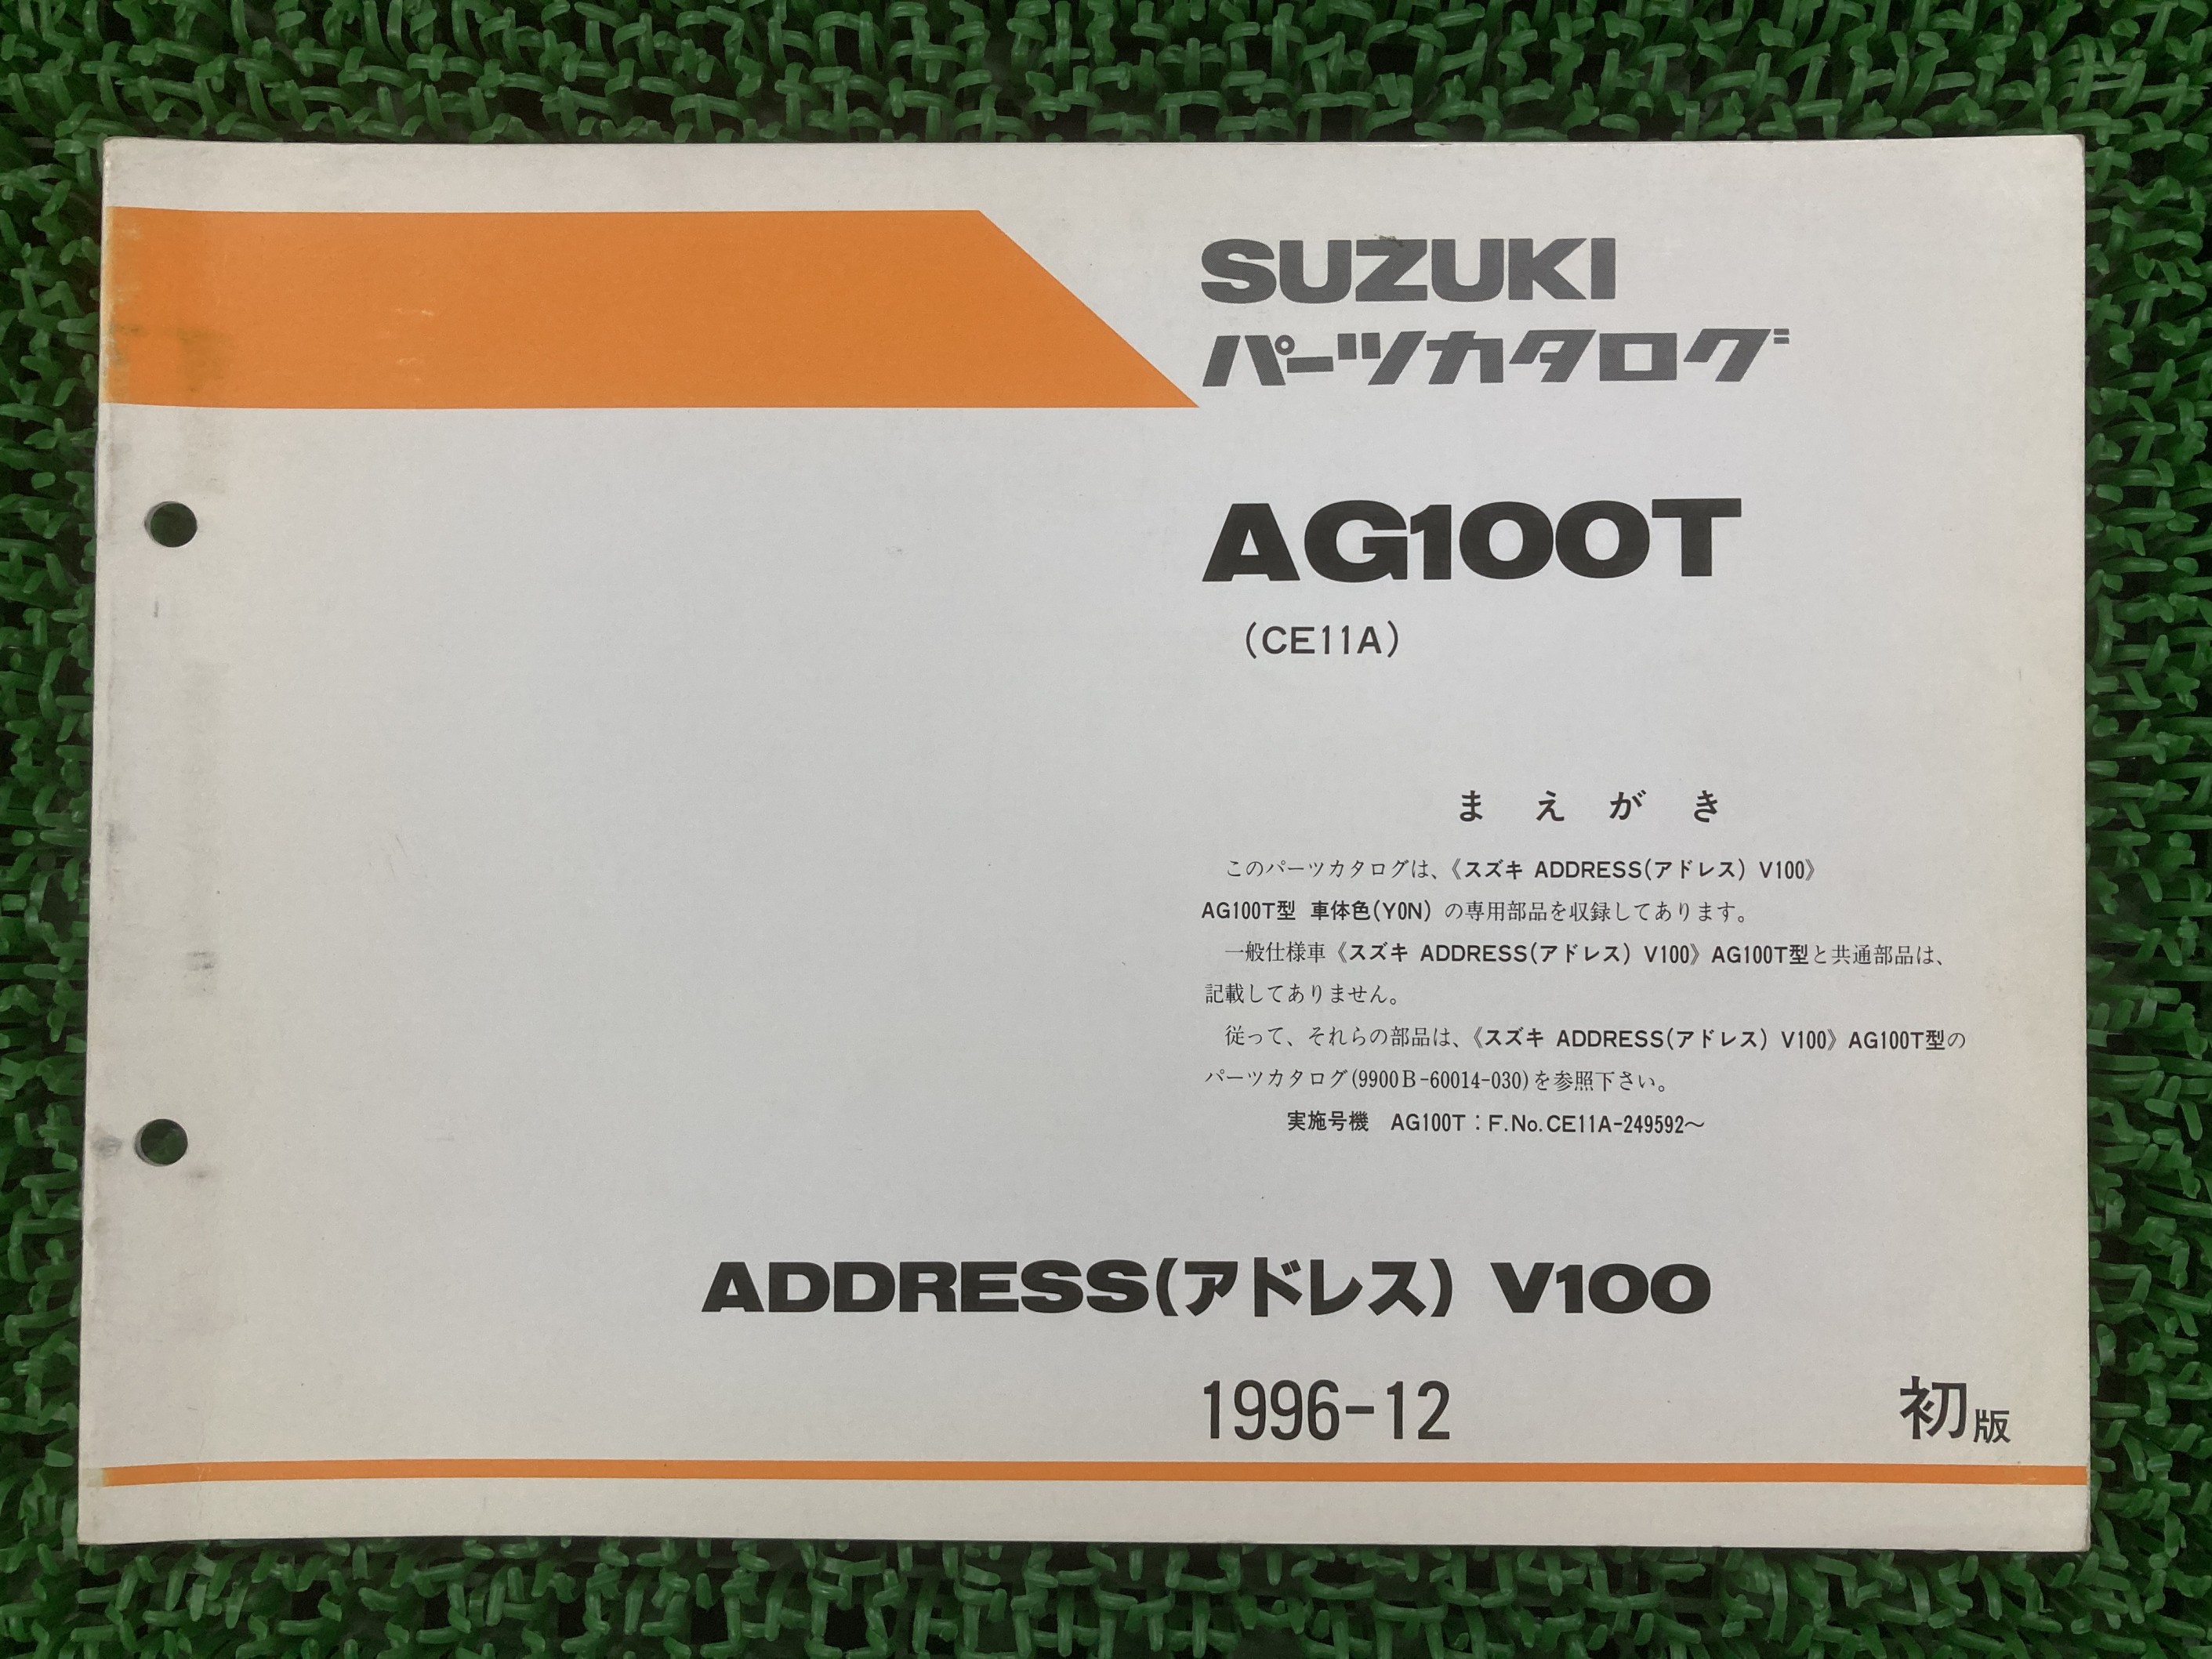 SUZUKI
パーツカタログ
AG100T
(CE11A)
まえがき
このパーツカタログは、《スズキ ADDRESS(アドレス) V100》
AG100T型 車体色(Y0N) の専用部品を収録してあります。
一般仕様車《スズキ ADDRESS(アドレス) V100》AG100T型と共通部品は、
記載してありません。
従って、それらの部品は、《スズキ ADDRESS(アドレス) V100》AG100T型の
パーツカタログ(9900B-60014-030)を参照下さい。
実施号機 AG100T：F.No.CE11A-249592～
ADDRESS(アドレス) V100
1996-12
初版